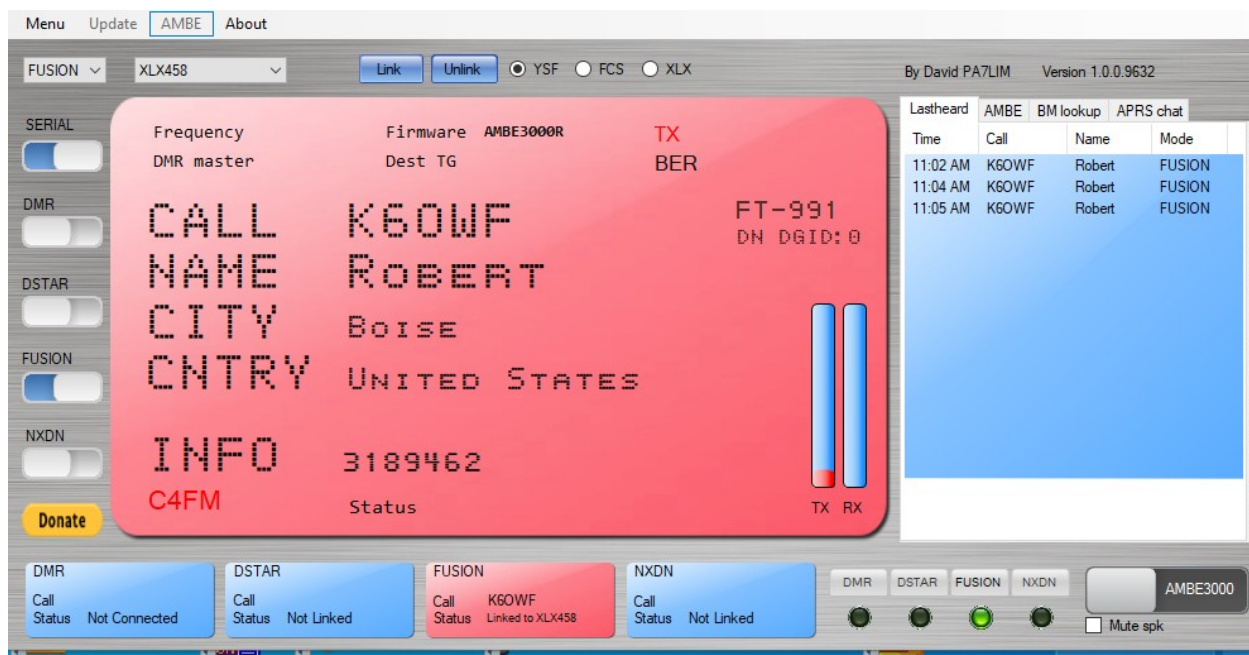 Menu Update AMBE About
FUSION XLX458 Link Unlink YSF FCS XLX By David PA7LIM Version 1.0.0.9632
SERIAL
DMR
DSTAR
FUSION
NXDN
Donate
Frequency Firmware AMBE3000R TX
DMR master Dest TG BER
CALL K6OWF FT-991
DN DGID:0
NAME ROBERT
CITY BOISE
CNTRY UNITED STATES
INFO 3189462
C4FM Status TX RX
Lastheard AMBE BM lookup APRS chat
Time Call Name Mode
11:02 AM K6OWF Robert FUSION
11:04 AM K6OWF Robert FUSION
11:05 AM K6OWF Robert FUSION
DMR
Call
Status Not Connected
DSTAR
Call
Status Not Linked
FUSION
Call K6OWF
Status Linked to XLX458
NXDN
Call
Status Not Linked
DMR DSTAR FUSION NXDN
AMBE3000
Mute spk